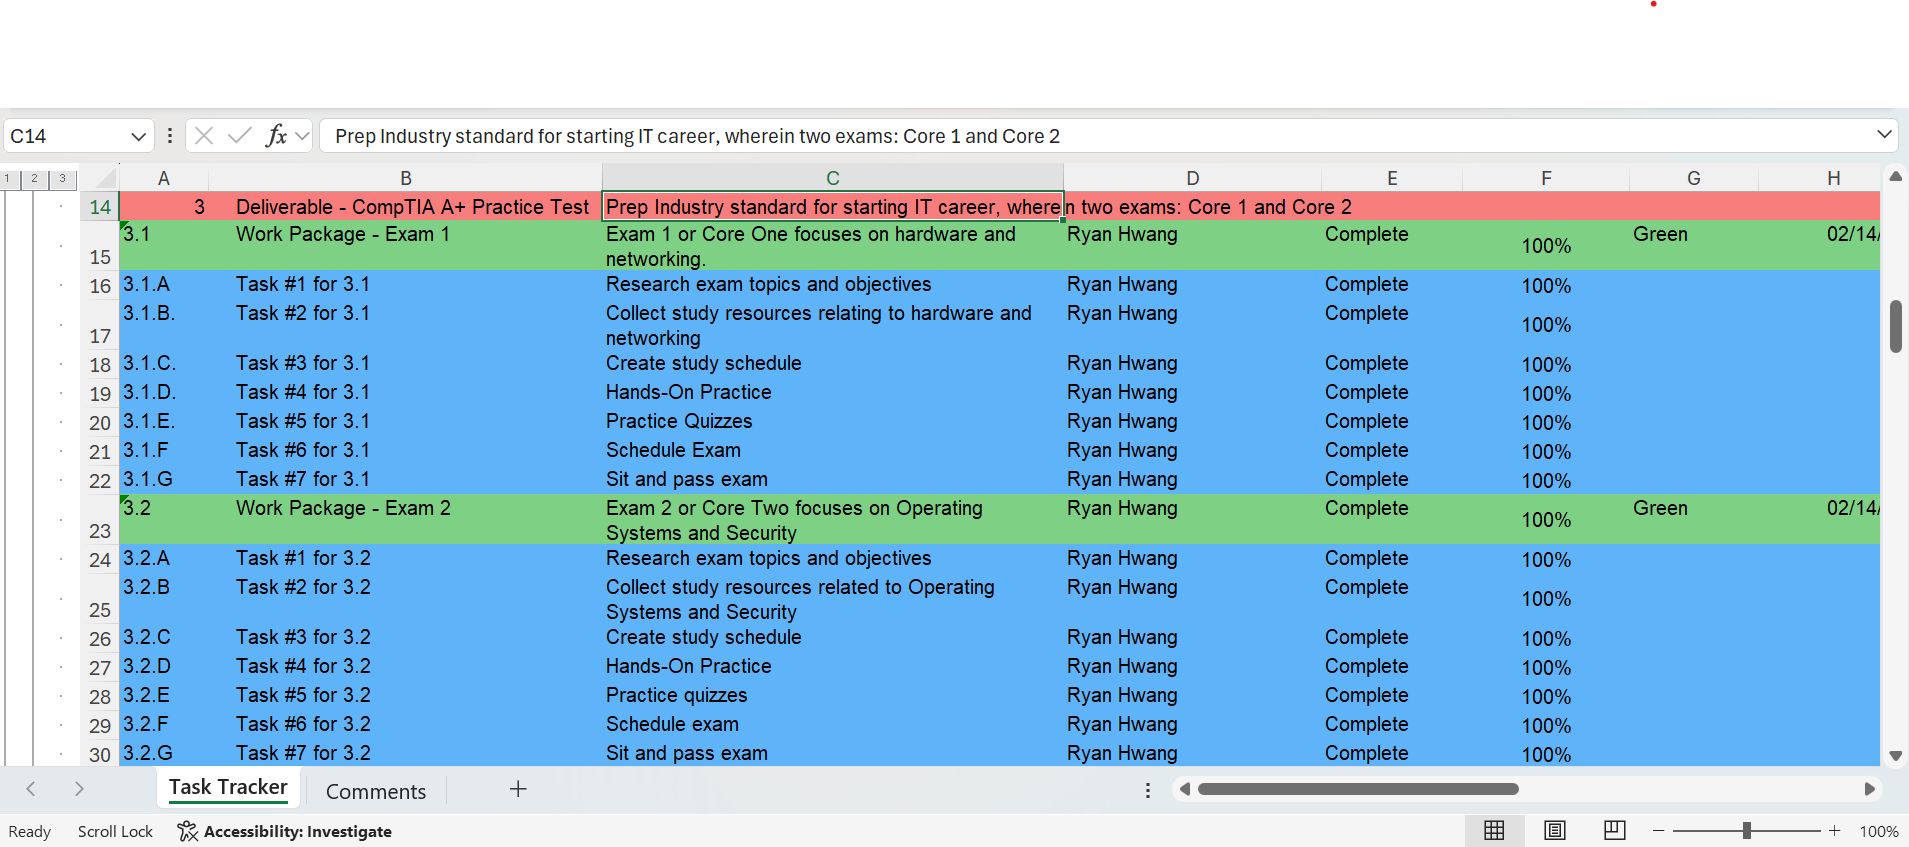 C14 fx Prep Industry standard for starting IT career, wherein two exams: Core 1 and Core 2
1 2 3 A B C D E F G H
14 3 Deliverable - CompTIA A+ Practice Test Prep Industry standard for starting IT career, wherein two exams: Core 1 and Core 2
15 3.1 Work Package - Exam 1 Exam 1 or Core One focuses on hardware and Ryan Hwang Complete 100% Green 02/14/
networking.
16 3.1.A Task #1 for 3.1 Research exam topics and objectives Ryan Hwang Complete 100%
17 3.1.B. Task #2 for 3.1 Collect study resources relating to hardware and Ryan Hwang Complete 100%
networking
18 3.1.C. Task #3 for 3.1 Create study schedule Ryan Hwang Complete 100%
19 3.1.D. Task #4 for 3.1 Hands-On Practice Ryan Hwang Complete 100%
20 3.1.E. Task #5 for 3.1 Practice Quizzes Ryan Hwang Complete 100%
21 3.1.F Task #6 for 3.1 Schedule Exam Ryan Hwang Complete 100%
22 3.1.G Task #7 for 3.1 Sit and pass exam Ryan Hwang Complete 100%
23 3.2 Work Package - Exam 2 Exam 2 or Core Two focuses on Operating Ryan Hwang Complete 100% Green 02/14/
Systems and Security
24 3.2.A Task #1 for 3.2 Research exam topics and objectives Ryan Hwang Complete 100%
25 3.2.B Task #2 for 3.2 Collect study resources related to Operating Ryan Hwang Complete 100%
Systems and Security
26 3.2.C Task #3 for 3.2 Create study schedule Ryan Hwang Complete 100%
27 3.2.D Task #4 for 3.2 Hands-On Practice Ryan Hwang Complete 100%
28 3.2.E Task #5 for 3.2 Practice quizzes Ryan Hwang Complete 100%
29 3.2.F Task #6 for 3.2 Schedule exam Ryan Hwang Complete 100%
30 3.2.G Task #7 for 3.2 Sit and pass exam Ryan Hwang Complete 100%
Task Tracker Comments
Ready Scroll Lock Accessibility: Investigate 100%